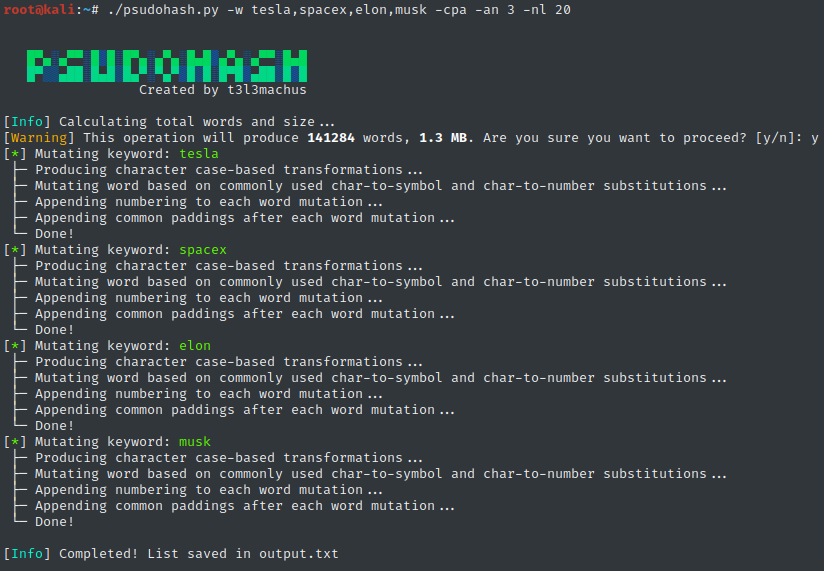 root@kali:~# ./psudohash.py -w tesla,spacex,elon,musk -cpa -an 3 -nl 20
PSUDOHASH
Created by t3l3machus
[Info] Calculating total words and size...
[Warning] This operation will produce 141284 words, 1.3 MB. Are you sure you want to proceed? [y/n]: y
[*] Mutating keyword: tesla
├─ Producing character case-based transformations...
├─ Mutating word based on commonly used char-to-symbol and char-to-number substitutions...
├─ Appending numbering to each word mutation...
├─ Appending common paddings after each word mutation...
└─ Done!
[*] Mutating keyword: spacex
├─ Producing character case-based transformations...
├─ Mutating word based on commonly used char-to-symbol and char-to-number substitutions...
├─ Appending numbering to each word mutation...
├─ Appending common paddings after each word mutation...
└─ Done!
[*] Mutating keyword: elon
├─ Producing character case-based transformations...
├─ Mutating word based on commonly used char-to-symbol and char-to-number substitutions...
├─ Appending numbering to each word mutation...
├─ Appending common paddings after each word mutation...
└─ Done!
[*] Mutating keyword: musk
├─ Producing character case-based transformations...
├─ Mutating word based on commonly used char-to-symbol and char-to-number substitutions...
├─ Appending numbering to each word mutation...
├─ Appending common paddings after each word mutation...
└─ Done!
[Info] Completed! List saved in output.txt